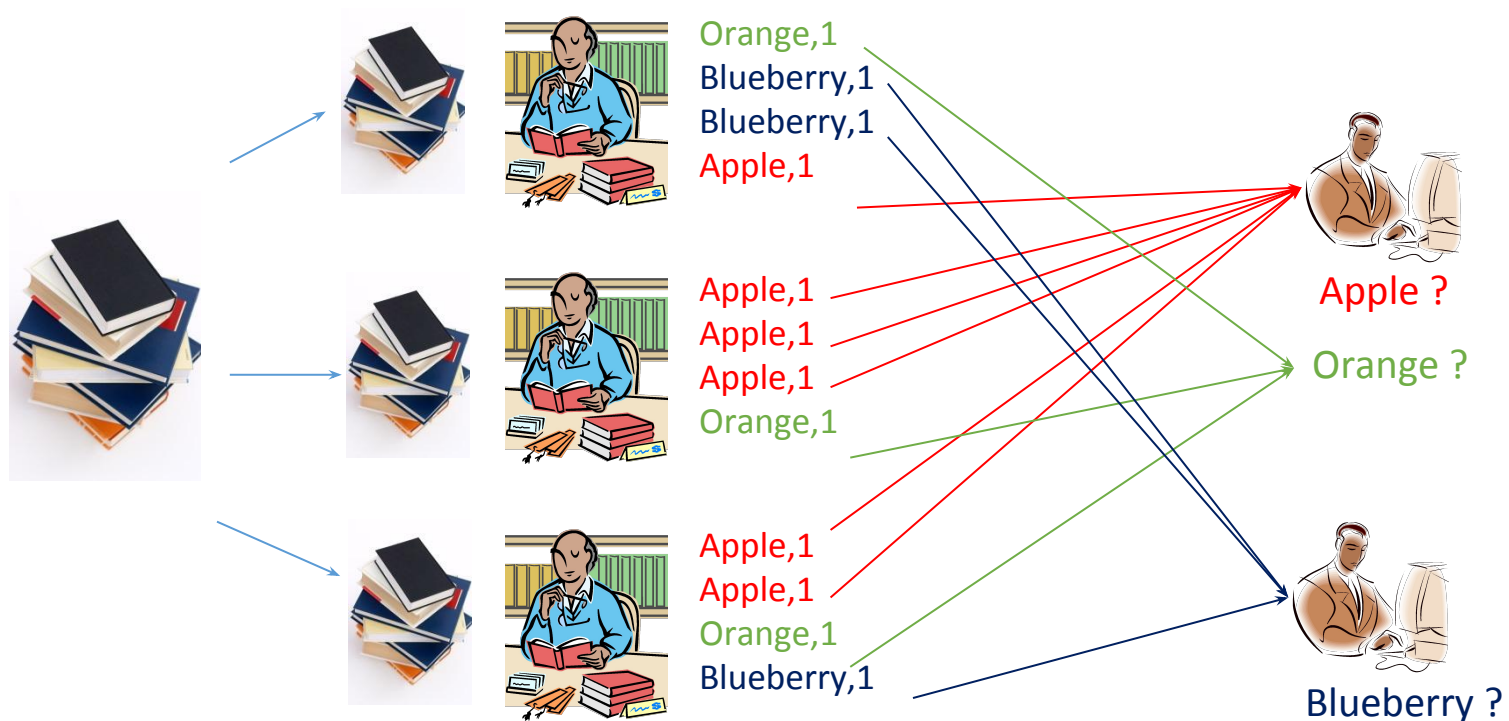 Orange,1
Blueberry,1
Blueberry,1
Apple,1
Apple,1
Apple,1
Apple,1
Orange,1
Apple,1
Apple,1
Orange,1
Blueberry,1
Apple ?
Orange ?
Blueberry ?